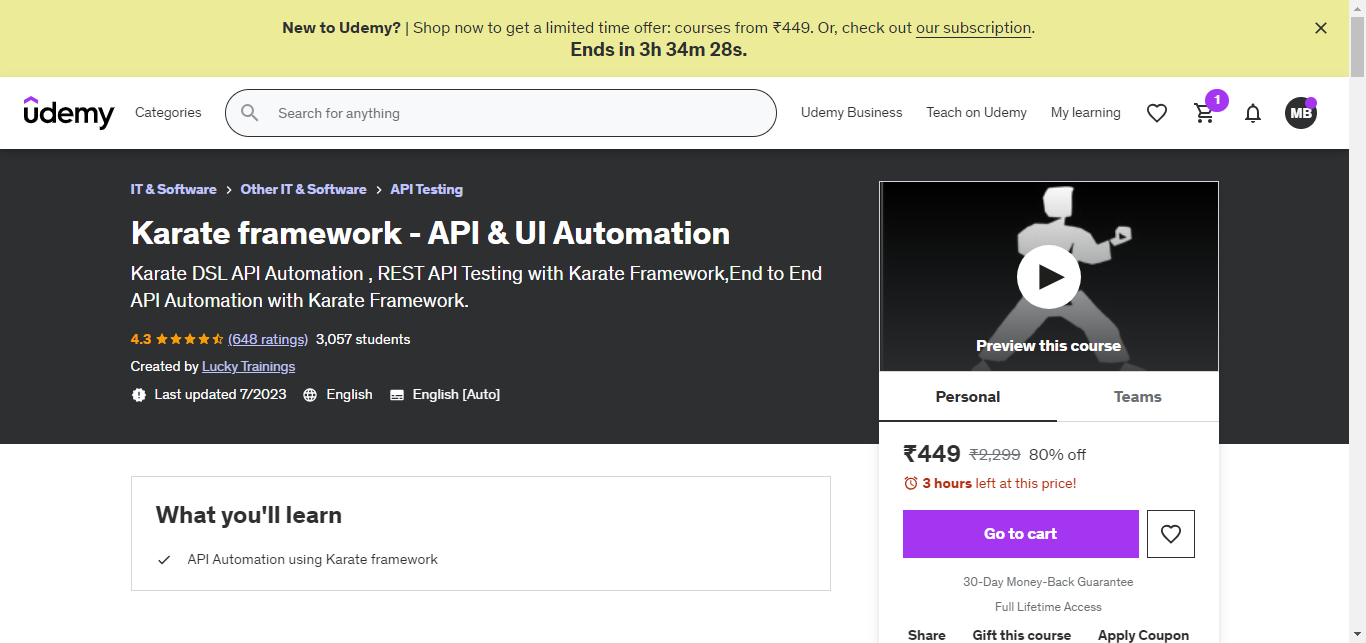 New to Udemy? | Shop now to get a limited time offer: courses from ₹449. Or, check out our subscription.
Ends in 3h 34m 28s.
udemy
Categories
Search for anything
Udemy Business
Teach on Udemy
My learning
1
MB
IT & Software > Other IT & Software > API Testing
Karate framework - API & UI Automation
Karate DSL API Automation , REST API Testing with Karate Framework,End to End
API Automation with Karate Framework.
4.3 (648 ratings) 3,057 students
Created by Lucky Trainings
Last updated 7/2023 English English [Auto]
Preview this course
Personal
Teams
₹449 ₹2,299 80% off
3 hours left at this price!
Go to cart
30-Day Money-Back Guarantee
Full Lifetime Access
Share Gift this course Apply Coupon
What you'll learn
API Automation using Karate framework